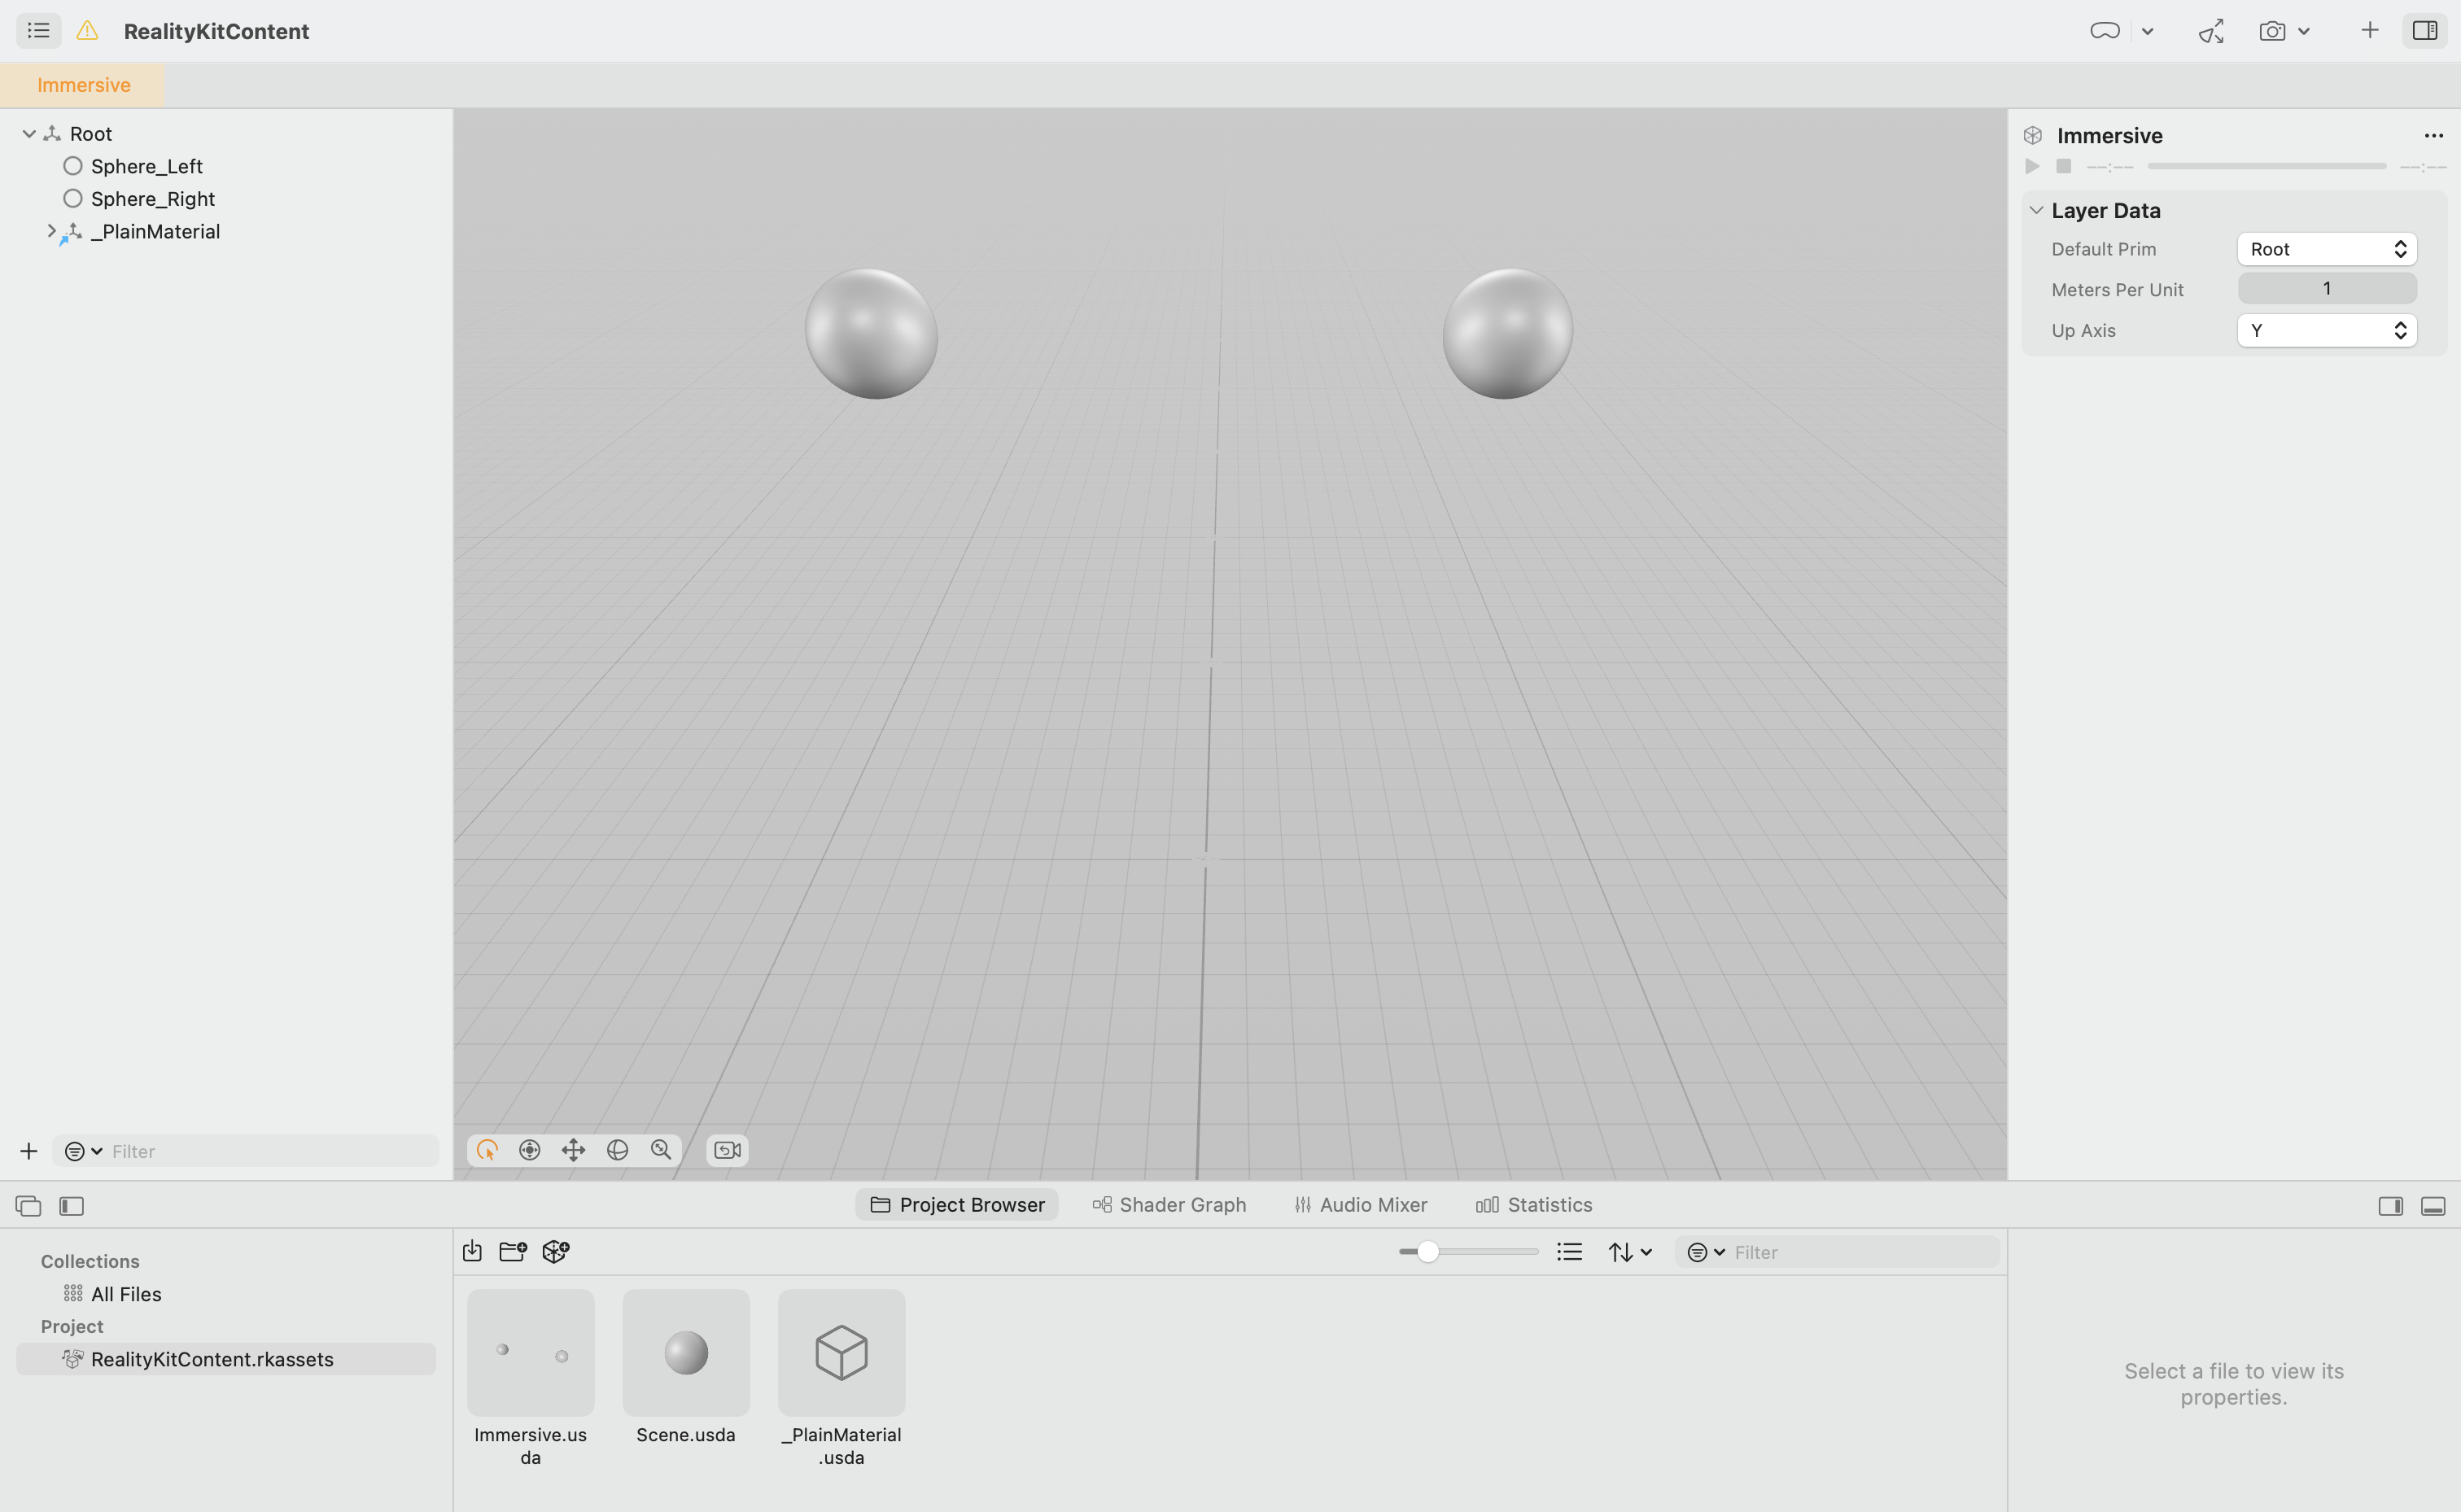 RealityKitContent
Immersive
Root
Sphere_Left
Sphere_Right
_PlainMaterial
Filter
Immersive
--:--
--:--
Layer Data
Default Prim
Root
Meters Per Unit
1
Up Axis
Y
Project Browser
Shader Graph
Audio Mixer
Statistics
Collections
All Files
Project
RealityKitContent.rkassets
Filter
Immersive.us
da
Scene.usda
_PlainMaterial
.usda
Select a file to view its
properties.